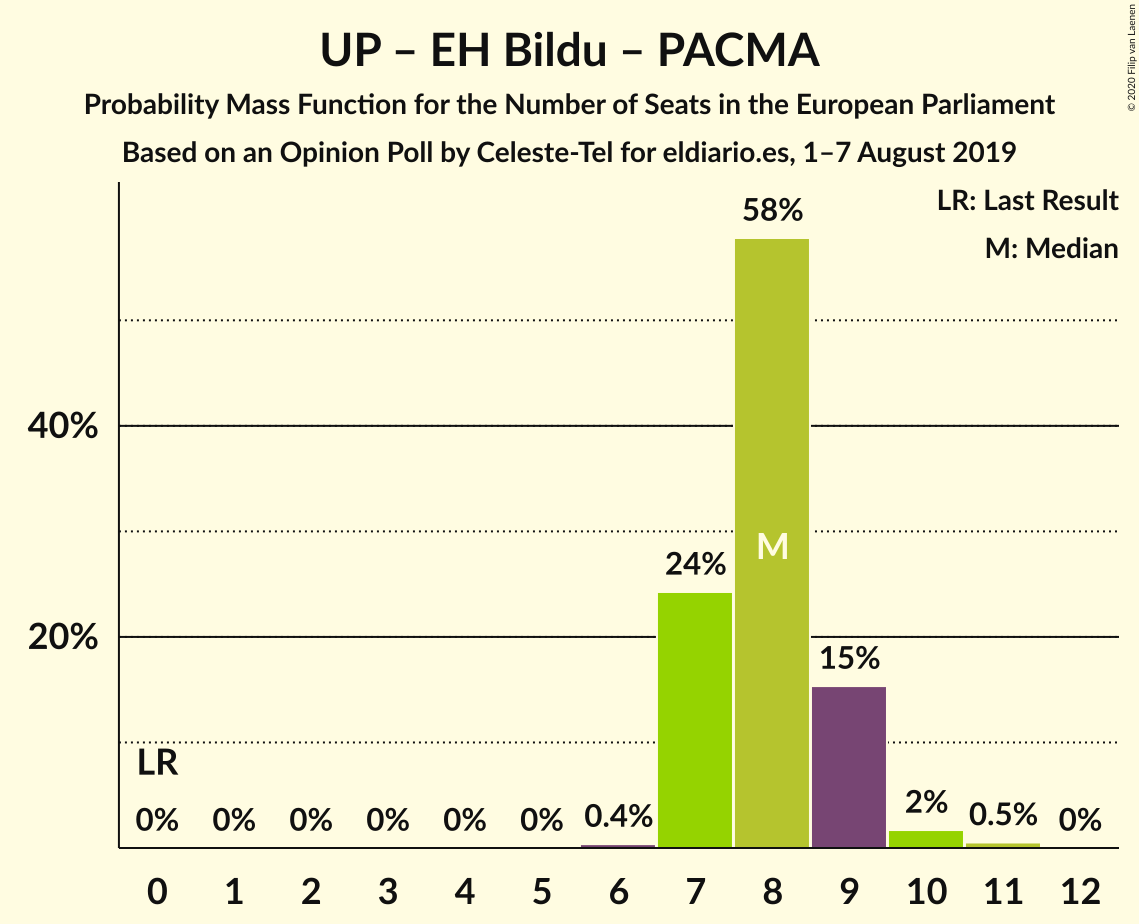 UP – EH Bildu – PACMA
Probability Mass Function for the Number of Seats in the European Parliament
Based on an Opinion Poll by Celeste-Tel for eldiario.es, 1–7 August 2019
© 2020 Filip van Laenen
LR: Last Result
M: Median
58%
40%
M
24%
20%
15%
LR
0% 0% 0% 0% 0% 0% 0.4% 2% 0.5% 0%
0 1 2 3 4 5 6 7 8 9 10 11 12